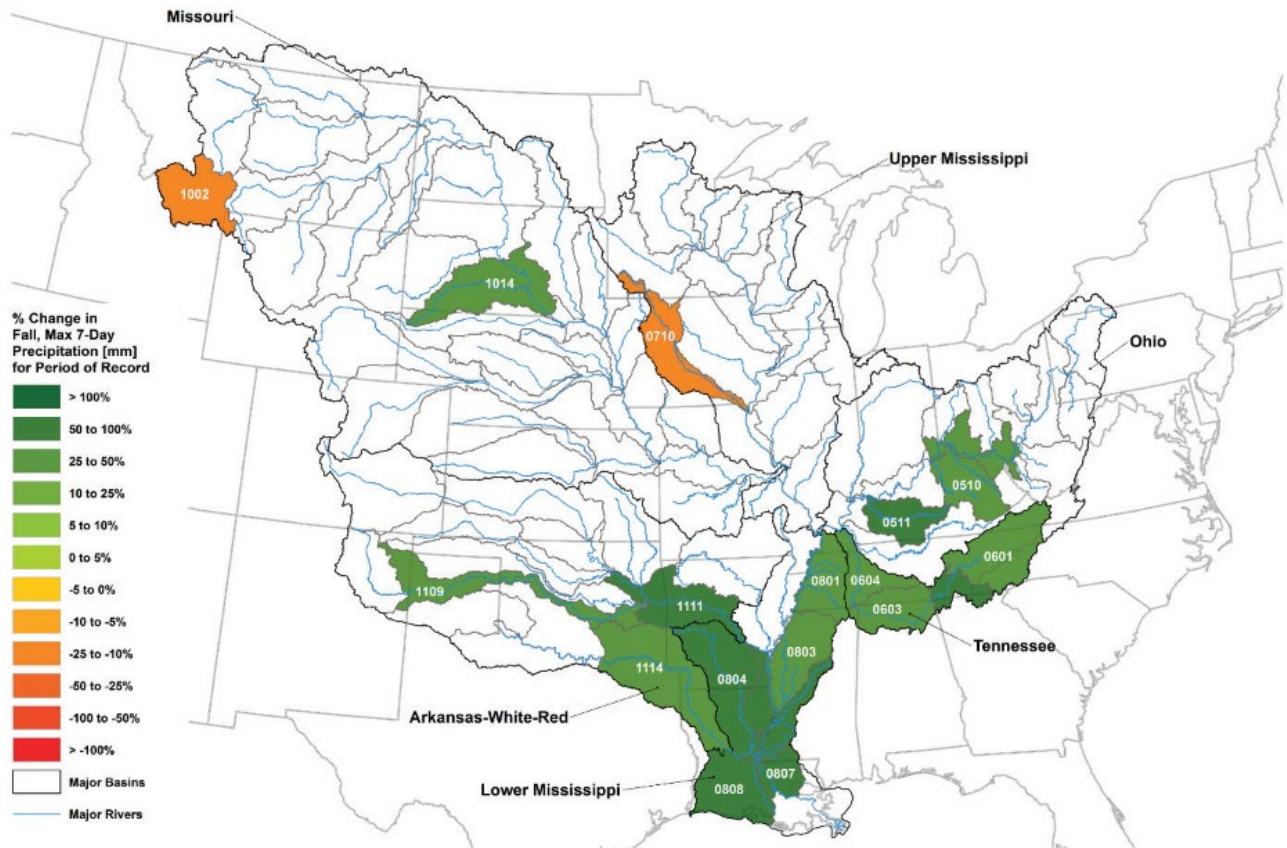 Missouri
Upper Mississippi
1002
1014
0710
Ohio
% Change in
Fall, Max 7-Day
Precipitation [mm]
for Period of Record
> 100%
50 to 100%
25 to 50%
10 to 25%
5 to 10%
0 to 5%
-5 to 0%
-10 to -5%
-25 to -10%
-50 to -25%
-100 to -50%
> -100%
Major Basins
Major Rivers
0510
0511
0601
0801
0604
0603
1109
1111
Tennessee
0803
1114
0804
Arkansas-White-Red
0807
Lower Mississippi
0808